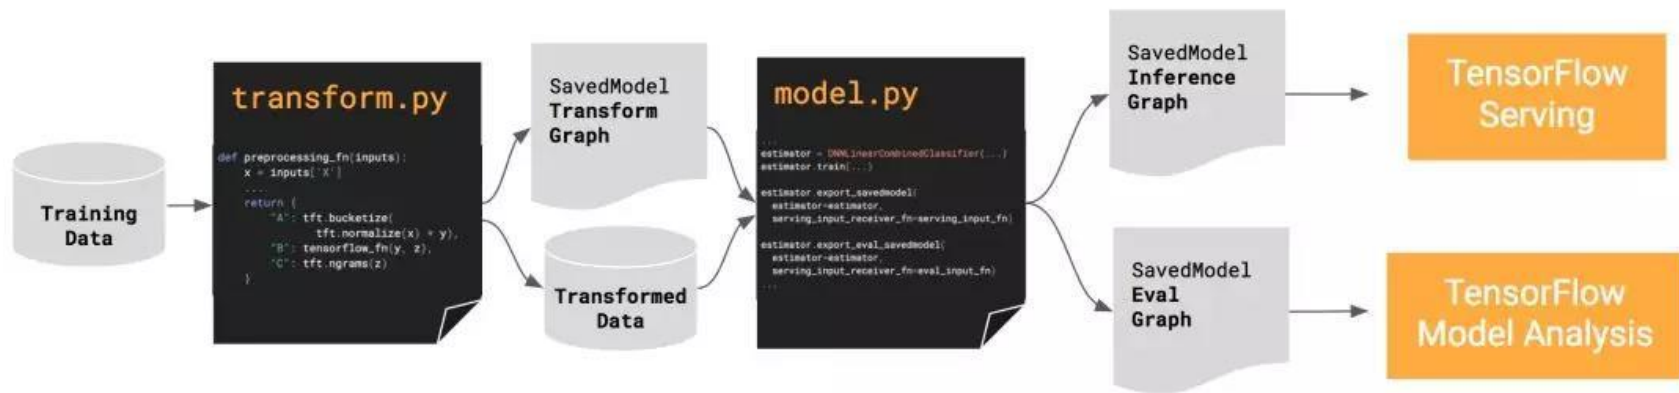 Training
Data
transform.py
def preprocessing_fn(inputs):
x = inputs['X']
...
return {
"A": tft.bucketize(
tft.normalize(x) * y),
"B": tensorflow_fn(y, z),
"C": tft.ngrams(z)
}
SavedModel
Transform
Graph
Transformed
Data
model.py
...
estimator = DNNLinearCombinedClassifier(...)
estimator.train(...)
estimator.export_savedmodel(
estimator=estimator,
serving_input_receiver_fn=serving_input_fn)
estimator.export_eval_savedmodel(
estimator=estimator,
serving_input_receiver_fn=eval_input_fn)
...
SavedModel
Inference
Graph
SavedModel
Eval
Graph
TensorFlow
Serving
TensorFlow
Model Analysis